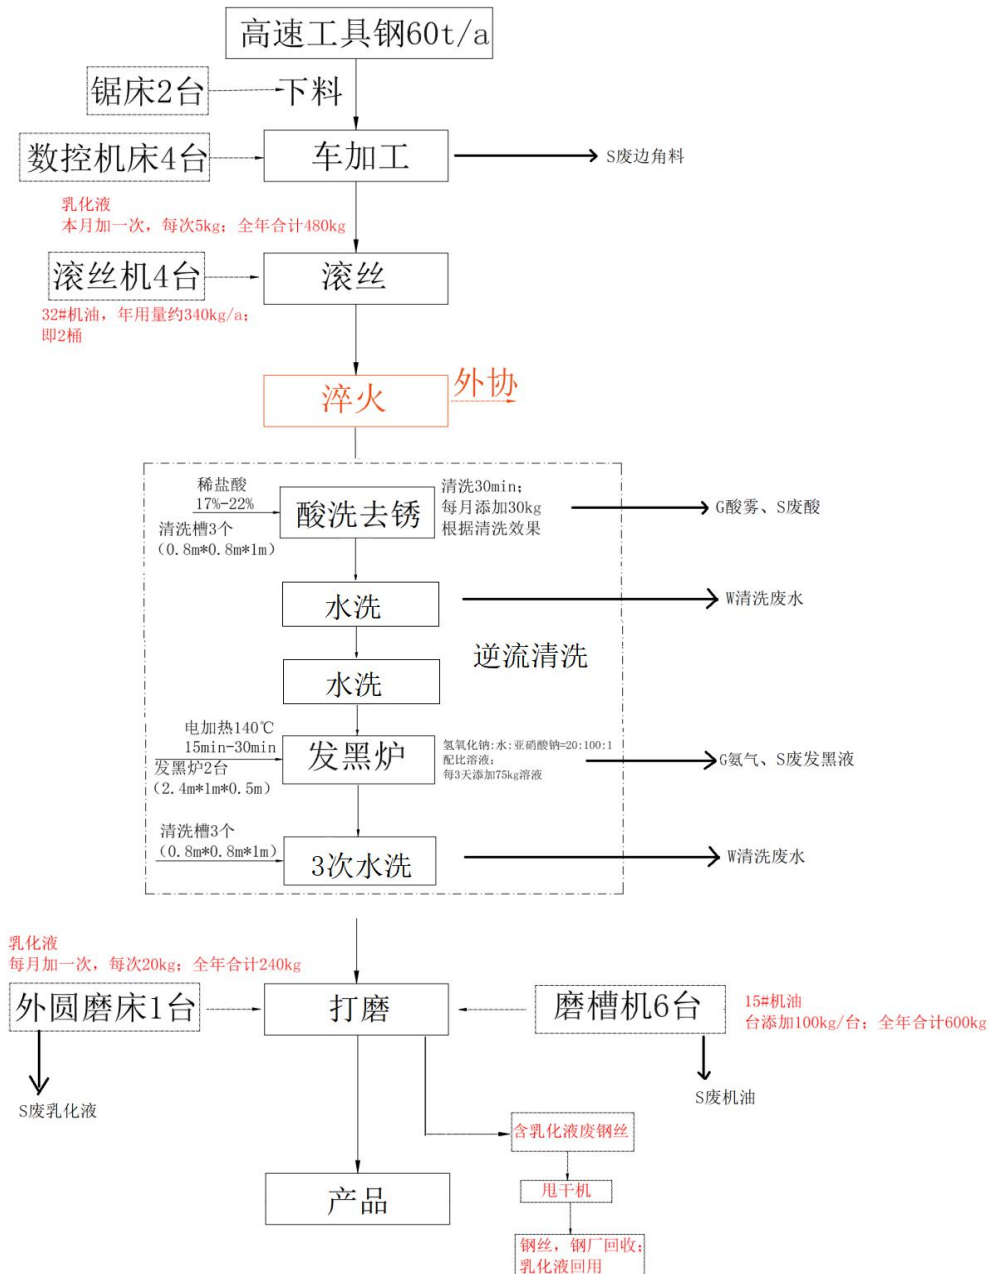 高速工具钢60t/a
锯床2台
下料
数控机床4台
车加工
S废边角料
乳化液
本月加一次，每次5kg；全年合计480kg
滚丝机4台
滚丝
32#机油，年用量约340kg/a；
即2桶
淬火
外协
稀盐酸
17%-22%
清洗槽3个
（0.8m*0.8m*1m）
酸洗去锈
清洗30min；
每月添加30kg
根据清洗效果
G酸雾、S废酸
水洗
W清洗废水
逆流清洗
水洗
电加热140℃
15min-30min
发黑炉2台
（2.4m*1m*0.5m）
发黑炉
氢氧化钠:水:亚硝酸钠=20:100:1
配比溶液；
每3天添加75kg溶液
G氨气、S废发黑液
清洗槽3个
（0.8m*0.8m*1m）
3次水洗
W清洗废水
乳化液
每月加一次，每次20kg；全年合计240kg
外圆磨床1台
打磨
磨槽机6台
15#机油
台添加100kg/台；全年合计600kg
S废乳化液
S废机油
含乳化液废钢丝
甩干机
产品
钢丝，钢厂回收；
乳化液回用